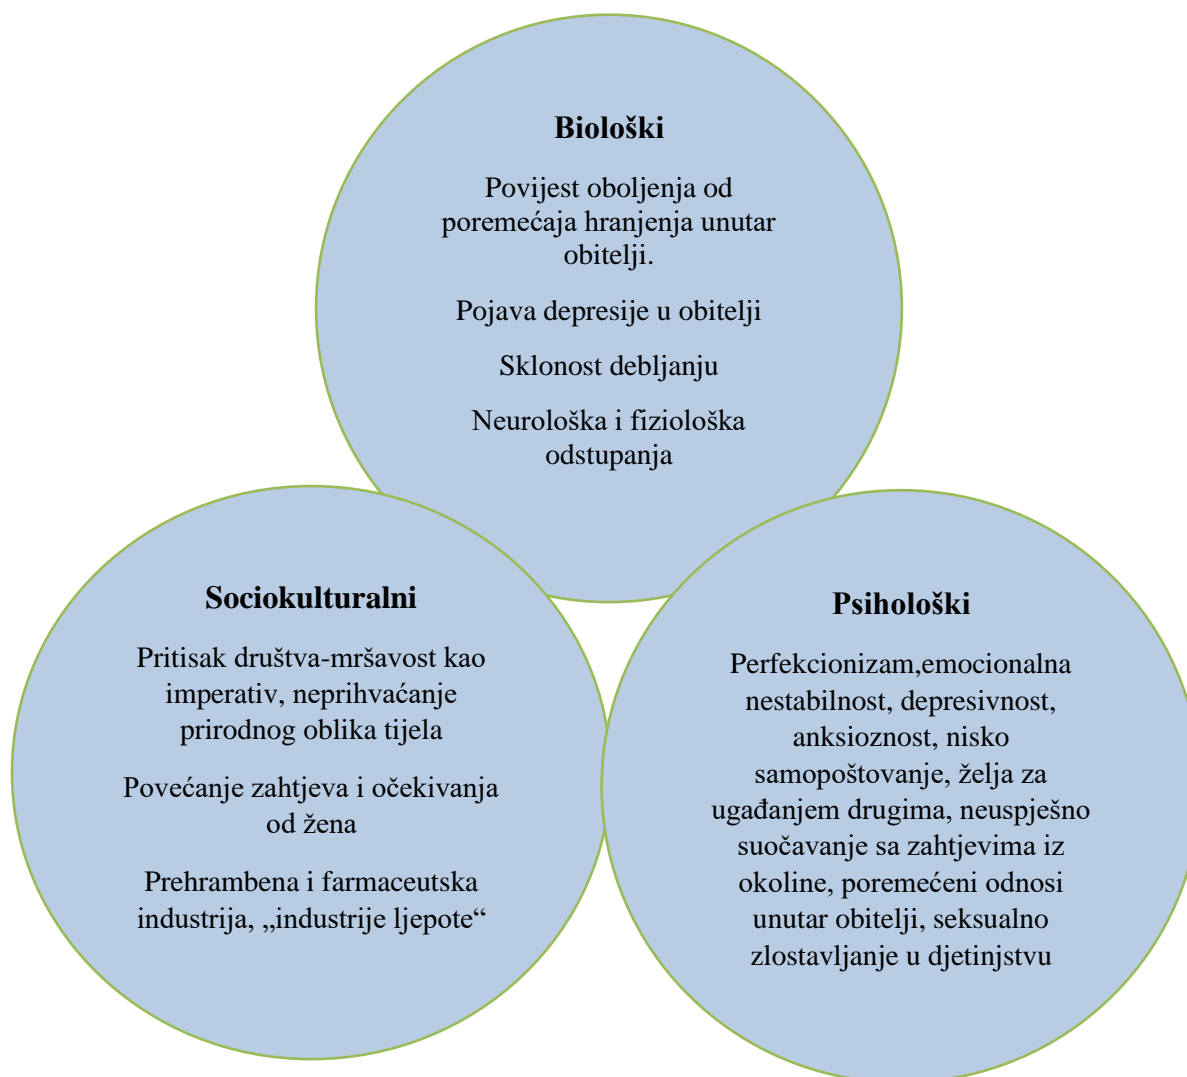 Biološki
Povijest oboljenja od
poremećaja hranjenja unutar
obitelji.
Pojava depresije u obitelji
Sklonost debljanju
Neurološka i fiziološka
odstupanja
Sociokulturalni
Pritisak društva-mršavost kao
imperativ, neprihvaćanje
prirodnog oblika tijela
Povećanje zahtjeva i očekivanja
od žena
Prehrambena i farmaceutska
industrija, „industrije ljepote“
Psihološki
Perfekcionizam,emocionalna
nestabilnost, depresivnost,
anksioznost, nisko
samopoštovanje, želja za
ugađanjem drugima, neuspješno
suočavanje sa zahtjevima iz
okoline, poremećeni odnosi
unutar obitelji, seksualno
zlostavljanje u djetinjstvu